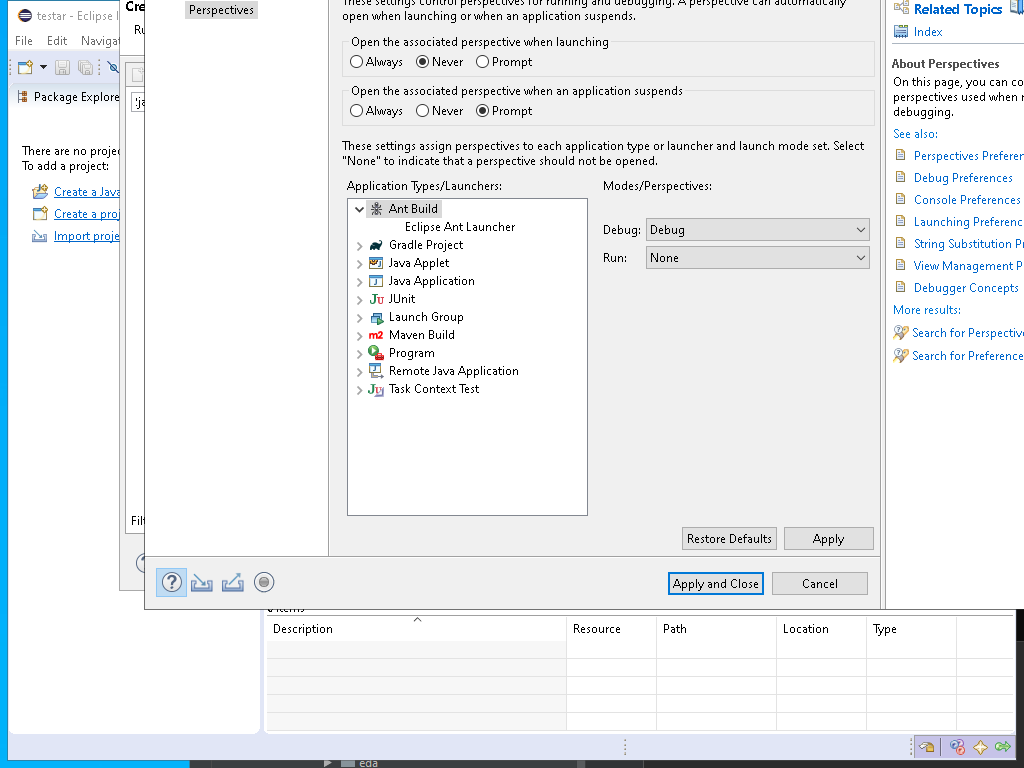 testar - Eclipse I
File Edit Navigat
Package Explore
There are no projec
To add a project:
Create a Java
Create a proj
Import proje
Cre
Ru
Filt
Perspectives
These settings control perspectives for running and debugging. A perspective can automatically
open when launching or when an application suspends.
Open the associated perspective when launching
Always Never Prompt
Open the associated perspective when an application suspends
Always Never Prompt
These settings assign perspectives to each application type or launcher and launch mode set. Select
"None" to indicate that a perspective should not be opened.
Application Types/Launchers:
Modes/Perspectives:
Ant Build
Eclipse Ant Launcher
Gradle Project
Java Applet
Java Application
JUnit
Launch Group
Maven Build
Program
Remote Java Application
Task Context Test
Debug: Debug
Run: None
Restore Defaults Apply
Apply and Close Cancel
Related Topics
Index
About Perspectives
On this page, you can co
perspectives used when r
debugging.
See also:
Perspectives Preferen
Debug Preferences
Console Preferences
Launching Preferenc
String Substitution Pr
View Management P
Debugger Concepts
More results:
Search for Perspective
Search for Preference
Description Resource Path Location Type
eda